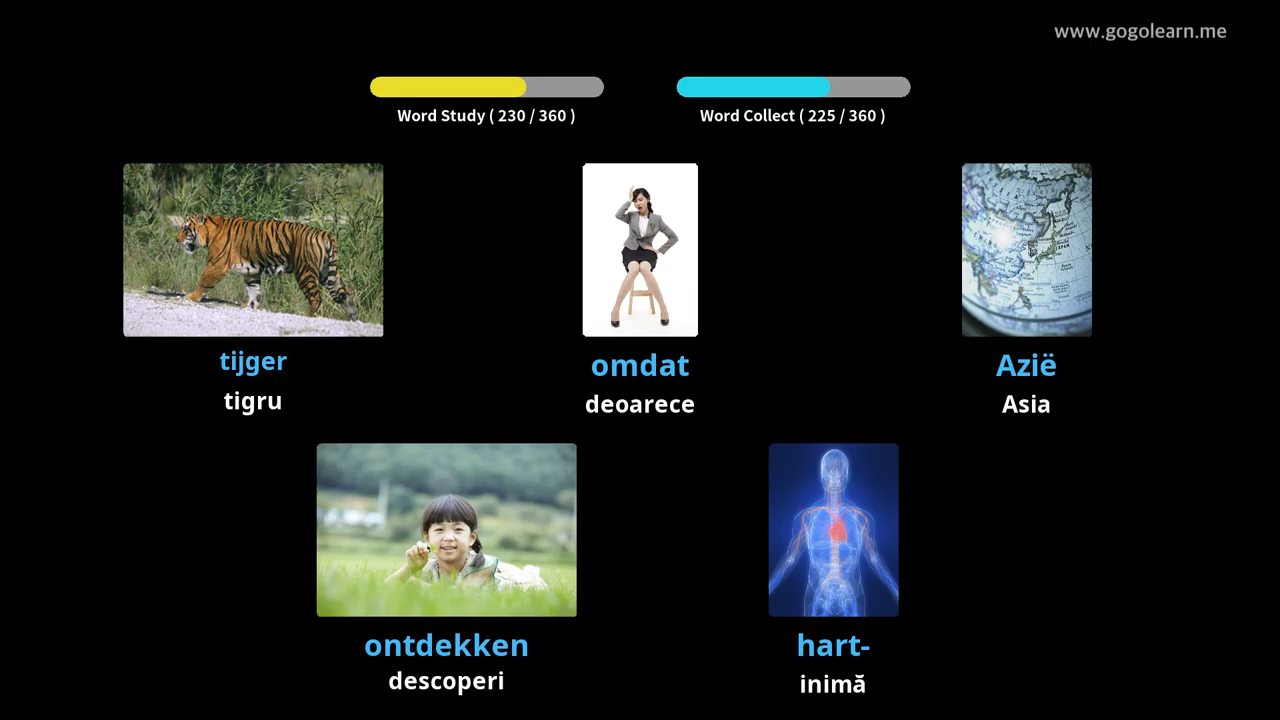 www.gogolearn.me
Word Study ( 230 / 360 )
Word Collect ( 225 / 360 )
tijger
tigru
omdat
deoarece
Azië
Asia
ontdekken
descoperi
hart-
inimă